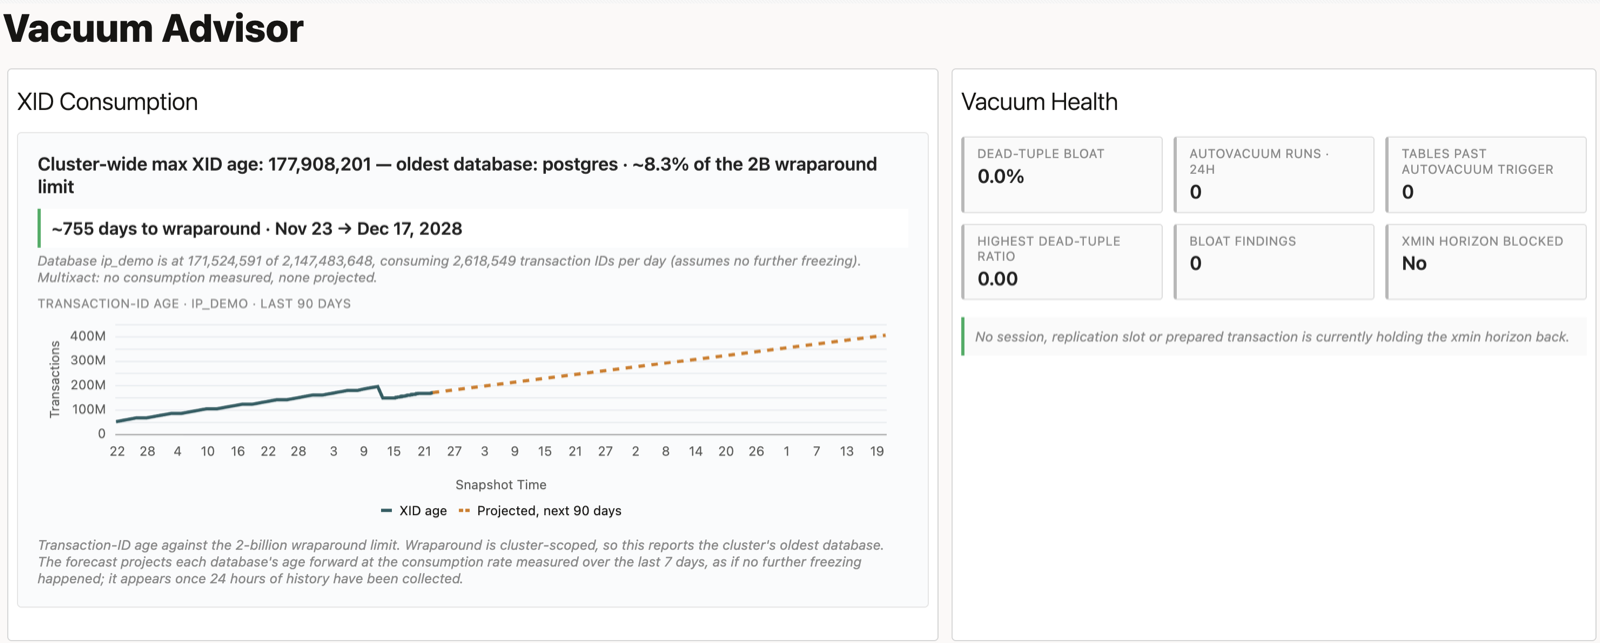 Vacuum Advisor
XID Consumption
Cluster-wide max XID age: 177,908,201 — oldest database: postgres · ~8.3% of the 2B wraparound
limit
~755 days to wraparound · Nov 23 → Dec 17, 2028
Database ip_demo is at 171,524,591 of 2,147,483,648, consuming 2,618,549 transaction IDs per day (assumes no further freezing).
Multixact: no consumption measured, none projected.
TRANSACTION-ID AGE · IP_DEMO · LAST 90 DAYS
Transactions
400M
300M
200M
100M
0
22 28 4 10 16 22 28 3 9 15 21 27 3 9 15 21 27 2 8 14 20 26 1 7 13 19
Snapshot Time
XID age Projected, next 90 days
Transaction-ID age against the 2-billion wraparound limit. Wraparound is cluster-scoped, so this reports the cluster's oldest database.
The forecast projects each database's age forward at the consumption rate measured over the last 7 days, as if no further freezing
happened; it appears once 24 hours of history have been collected.
Vacuum Health
DEAD-TUPLE BLOAT
0.0%
AUTOVACUUM RUNS ·
24H
0
TABLES PAST
AUTOVACUUM TRIGGER
0
HIGHEST DEAD-TUPLE
RATIO
0.00
BLOAT FINDINGS
0
XMIN HORIZON BLOCKED
No
No session, replication slot or prepared transaction is currently holding the xmin horizon back.